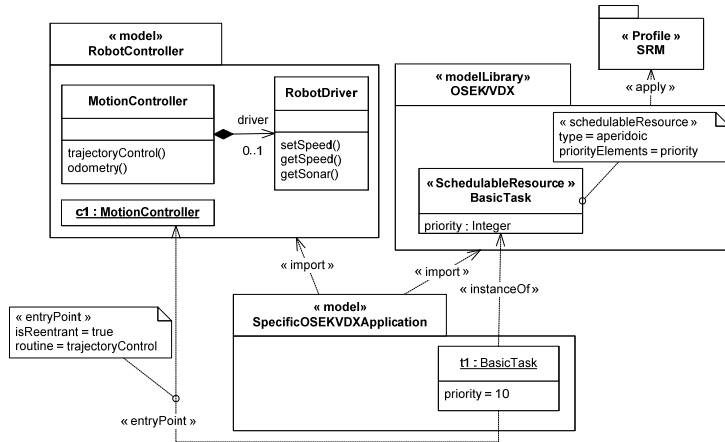 « model»
RobotController
MotionController
trajectoryControl()
odometry()
driver
0..1
RobotDriver
setSpeed()
getSpeed()
getSonar()
c1 : MotionController
« Profile »
SRM
« apply »
« modelLibrary»
OSEK/VDX
« schedulableResource »
type = aperidoic
priorityElements = priority
« SchedulableResource »
BasicTask
priority : Integer
« import »
« import »
« instanceOf »
« entryPoint »
isReentrant = true
routine = trajectoryControl
« entryPoint »
« model»
SpecificOSEKVDXApplication
t1 : BasicTask
priority = 10